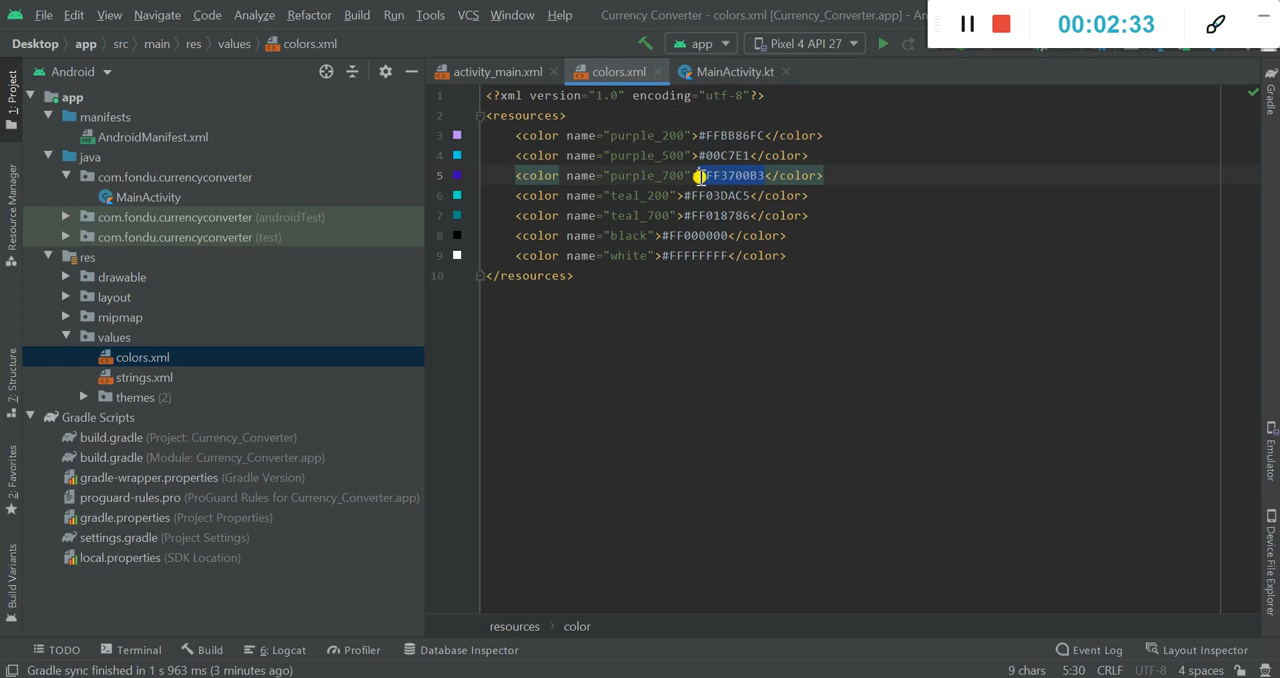 File Edit View Navigate Code Analyze Refactor Build Run Tools VCS Window Help Currency Converter - colors.xml [Currency_Converter.app] - An
00:02:33
Desktop app src main res values colors.xml app Pixel 4 API 27
Android
activity_main.xml colors.xml MainActivity.kt
1: Project
Resource Manager
7: Structure
2: Favorites
Build Variants
app
manifests
AndroidManifest.xml
java
com.fondu.currencyconverter
MainActivity
com.fondu.currencyconverter (androidTest)
com.fondu.currencyconverter (test)
res
drawable
layout
mipmap
values
colors.xml
strings.xml
themes (2)
Gradle Scripts
build.gradle (Project: Currency_Converter)
build.gradle (Module: Currency_Converter.app)
gradle-wrapper.properties (Gradle Version)
proguard-rules.pro (ProGuard Rules for Currency_Converter.app)
gradle.properties (Project Properties)
settings.gradle (Project Settings)
local.properties (SDK Location)
1 <?xml version="1.0" encoding="utf-8"?>
2 <resources>
3 <color name="purple_200">#FFBB86FC</color>
4 <color name="purple_500">#00C7E1</color>
5 <color name="purple_700">#FF3700B3</color>
6 <color name="teal_200">#FF03DAC5</color>
7 <color name="teal_700">#FF018786</color>
8 <color name="black">#FF000000</color>
9 <color name="white">#FFFFFFFF</color>
10 </resources>
Gradle
Emulator
Device File Explorer
resources color
TODO Terminal Build 6: Logcat Profiler Database Inspector Event Log Layout Inspector
Gradle sync finished in 1 s 963 ms (3 minutes ago) 9 chars 5:30 CRLF UTF-8 4 spaces